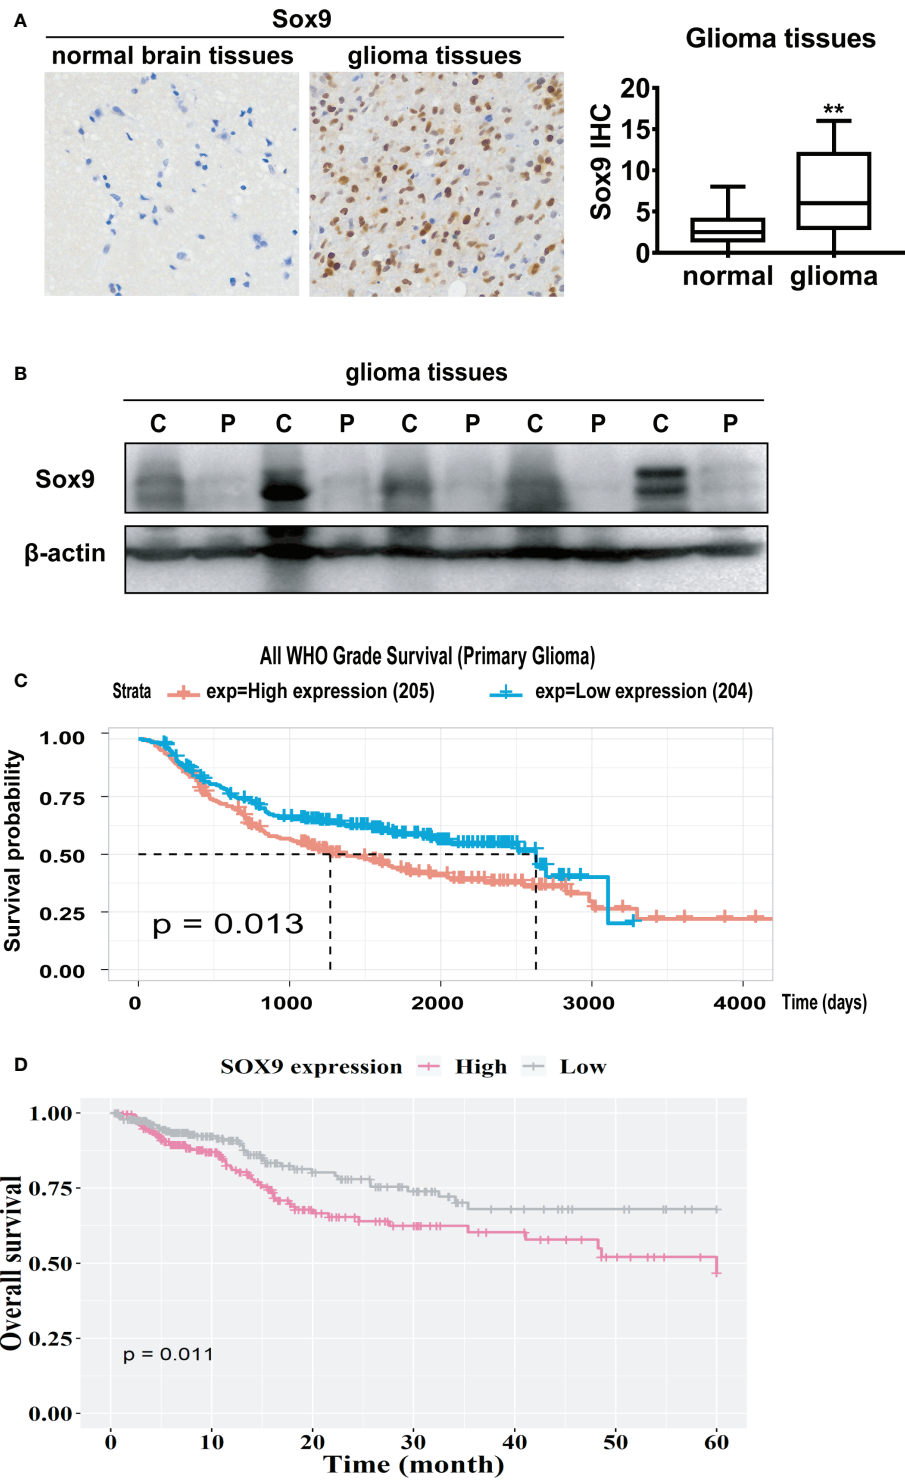 A
Sox9
normal brain tissues
glioma tissues
Glioma tissues
Sox9 IHC
20
15
10
5
0
**
normal
glioma
B
glioma tissues
C P C P C P C P C P
Sox9
β-actin
All WHO Grade Survival (Primary Glioma)
C
Strata exp=High expression (205) exp=Low expression (204)
Survival probability
1.00
0.75
0.50
0.25
0.00
p = 0.013
0 1000 2000 3000 4000 Time (days)
D
SOX9 expression High Low
Overall survival
1.00
0.75
0.50
0.25
0.00
p = 0.011
0 10 20 30 40 50 60
Time (month)